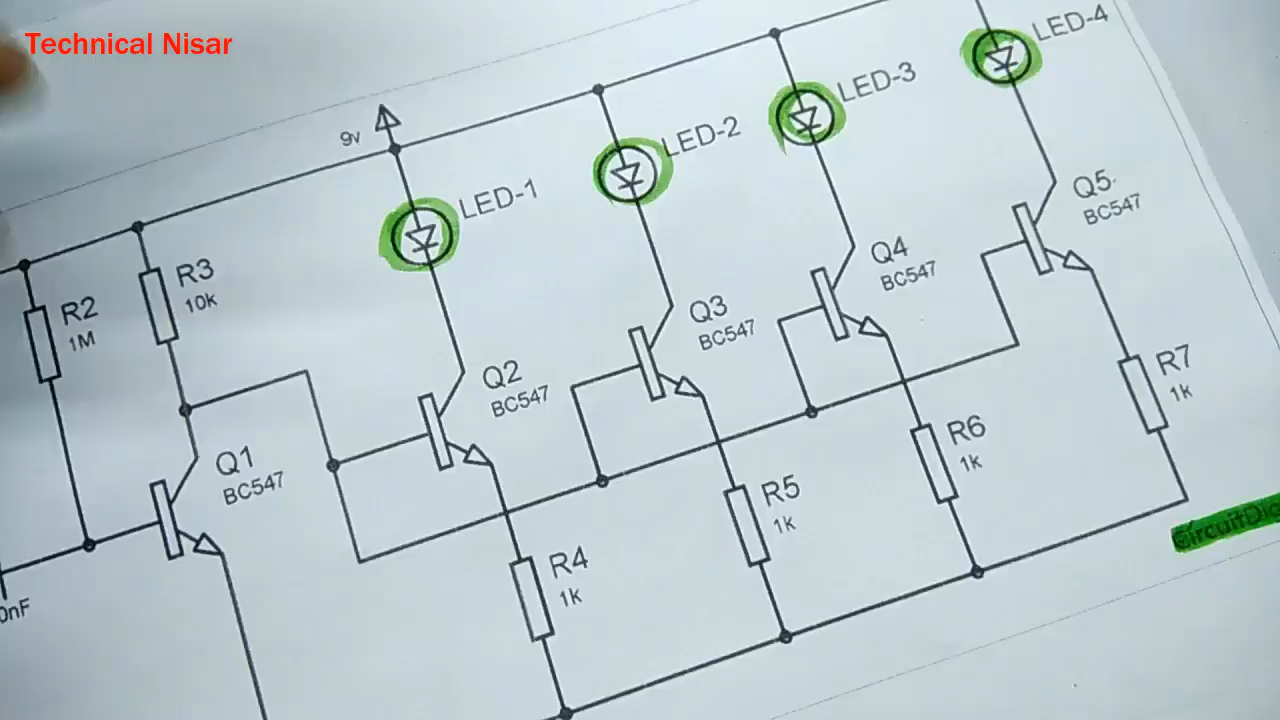 Technical Nisar
9v
LED-1
LED-2
LED-3
LED-4
R2
1M
R3
10k
Q1
BC547
Q2
BC547
Q3
BC547
Q4
BC547
Q5
BC547
R4
1k
R5
1k
R6
1k
R7
1k
0nF